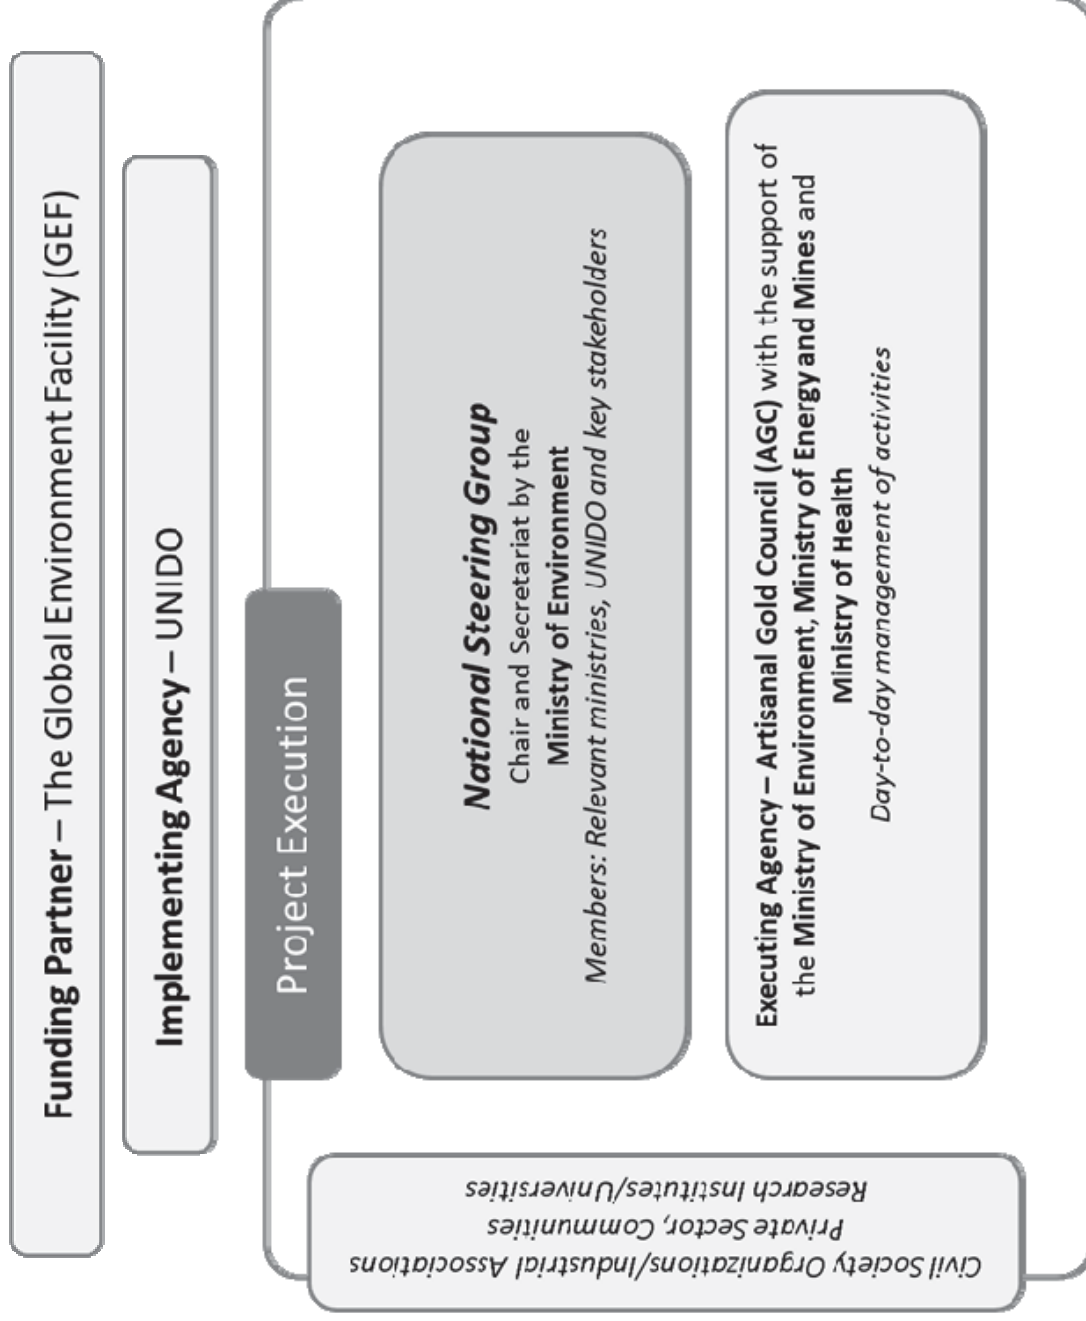 Funding Partner – The Global Environment Facility (GEF)
Implementing Agency – UNIDO
Project Execution
National Steering Group
Chair and Secretariat by the
Ministry of Environment
Members: Relevant ministries, UNIDO and key stakeholders
Executing Agency – Artisanal Gold Council (AGC) with the support of
the Ministry of Environment, Ministry of Energy and Mines and
Ministry of Health
Day-to-day management of activities
Civil Society Organizations/Industrial Associations
Private Sector, Communities
Research Institutes/Universities